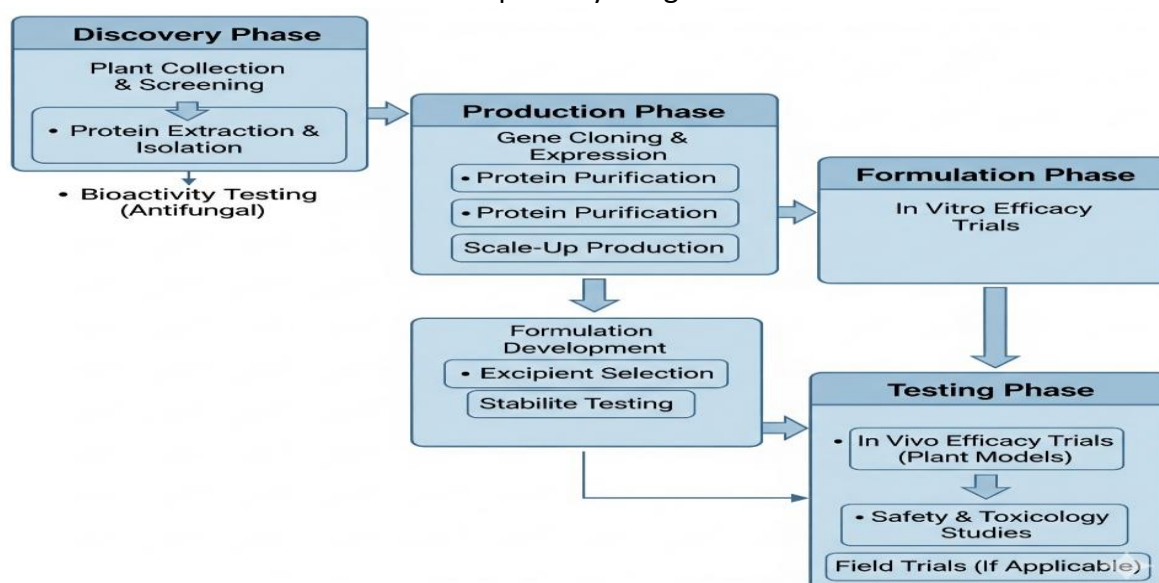 Discovery Phase
Plant Collection
& Screening
• Protein Extraction &
Isolation
• Bioactivity Testing
(Antifungal)
Production Phase
Gene Cloning &
Expression
• Protein Purification
• Protein Purification
Scale-Up Production
Formulation Phase
In Vitro Efficacy
Trials
Formulation
Development
• Excipient Selection
Stabilite Testing
Testing Phase
• In Vivo Efficacy Trials
(Plant Models)
• Safety & Toxicology
Studies
Field Trials (If Applicable)